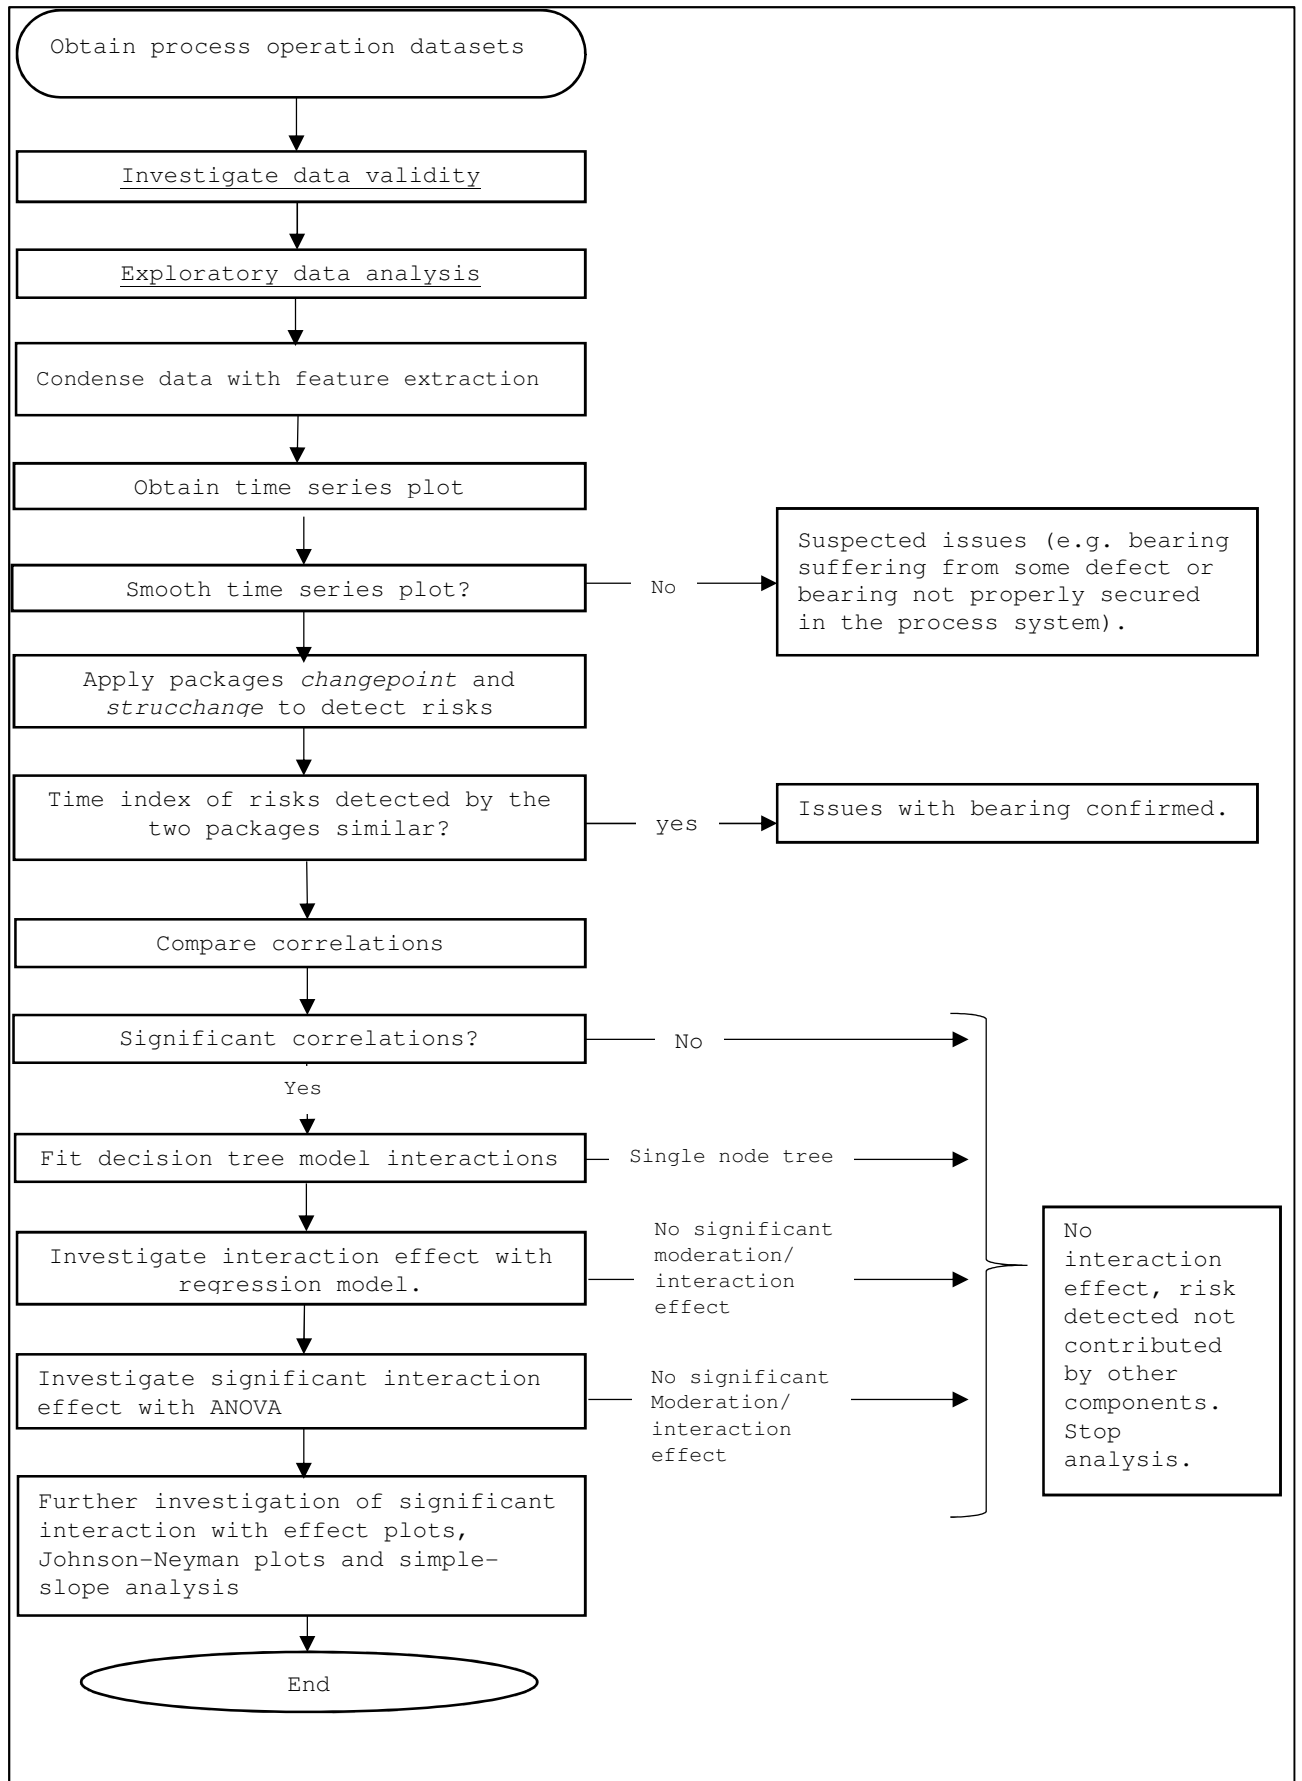 Obtain process operation datasets
Investigate data validity
Exploratory data analysis
Condense data with feature extraction
Obtain time series plot
Smooth time series plot?
No
Suspected issues (e.g. bearing
suffering from some defect or
bearing not properly secured
in the process system).
Apply packages changepoint and
strucchange to detect risks
Time index of risks detected by the
two packages similar?
yes
Issues with bearing confirmed.
Compare correlations
Significant correlations?
No
Yes
Fit decision tree model interactions
Single node tree
Investigate interaction effect with
regression model.
No significant
moderation/
interaction
effect
Investigate significant interaction
effect with ANOVA
No significant
Moderation/
interaction
effect
No
interaction
effect, risk
detected not
contributed
by other
components.
Stop
analysis.
Further investigation of significant
interaction with effect plots,
Johnson-Neyman plots and simple-
slope analysis
End